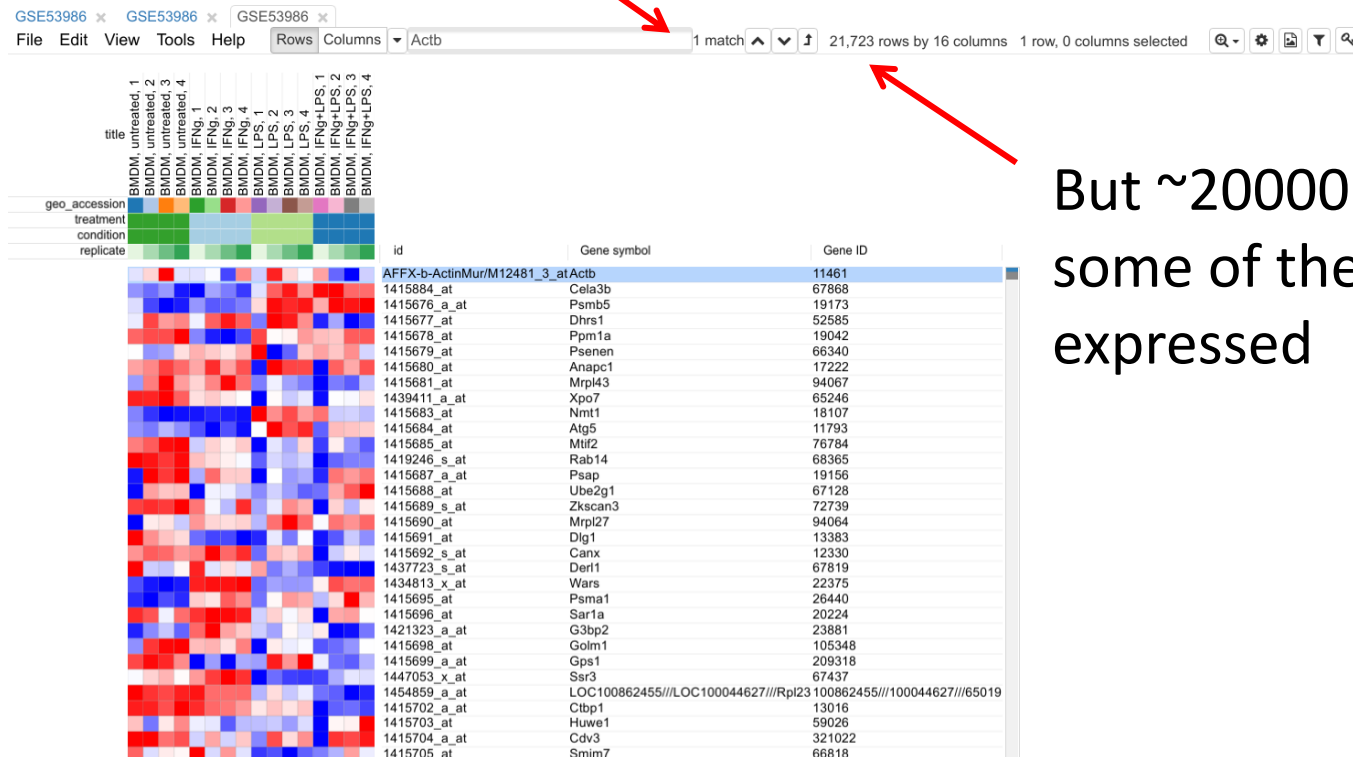 GSE53986 × GSE53986 × GSE53986 ×
File Edit View Tools Help Rows Columns Actb 1 match 21,723 rows by 16 columns 1 row, 0 columns selected
title
BMDM, untreated, 1
BMDM, untreated, 2
BMDM, untreated, 3
BMDM, untreated, 4
BMDM, IFNg, 1
BMDM, IFNg, 2
BMDM, IFNg, 3
BMDM, IFNg, 4
BMDM, LPS, 1
BMDM, LPS, 2
BMDM, LPS, 3
BMDM, LPS, 4
BMDM, IFNg+LPS, 1
BMDM, IFNg+LPS, 2
BMDM, IFNg+LPS, 3
BMDM, IFNg+LPS, 4
geo_accession
treatment
condition
replicate
id Gene symbol Gene ID
AFFX-b-ActinMur/M12481_3_at Actb 11461
1415884_at Cela3b 67868
1415676_a_at Psmb5 19173
1415677_at Dhrs1 52585
1415678_at Ppm1a 19042
1415679_at Psenen 66340
1415680_at Anapc1 17222
1415681_at Mrpl43 94067
1439411_a_at Xpo7 65246
1415683_at Nmt1 18107
1415684_at Atg5 11793
1415685_at Mtif2 76784
1419246_s_at Rab14 68365
1415687_a_at Psap 19156
1415688_at Ube2g1 67128
1415689_s_at Zkscan3 72739
1415690_at Mrpl27 94064
1415691_at Dlg1 13383
1415692_s_at Canx 12330
1437723_s_at Derl1 67819
1434813_x_at Wars 22375
1415695_at Psma1 26440
1415696_at Sar1a 20224
1421323_a_at G3bp2 23881
1415698_at Golm1 105348
1415699_a_at Gps1 209318
1447053_x_at Ssr3 67437
1454859_a_at LOC100862455///LOC100044627///Rpl23 100862455///100044627///65019
1415702_a_at Ctbp1 13016
1415703_at Huwe1 59026
1415704_a_at Cdv3 321022
1415705_at Smim7 66818
But ~20000
some of the
expressed